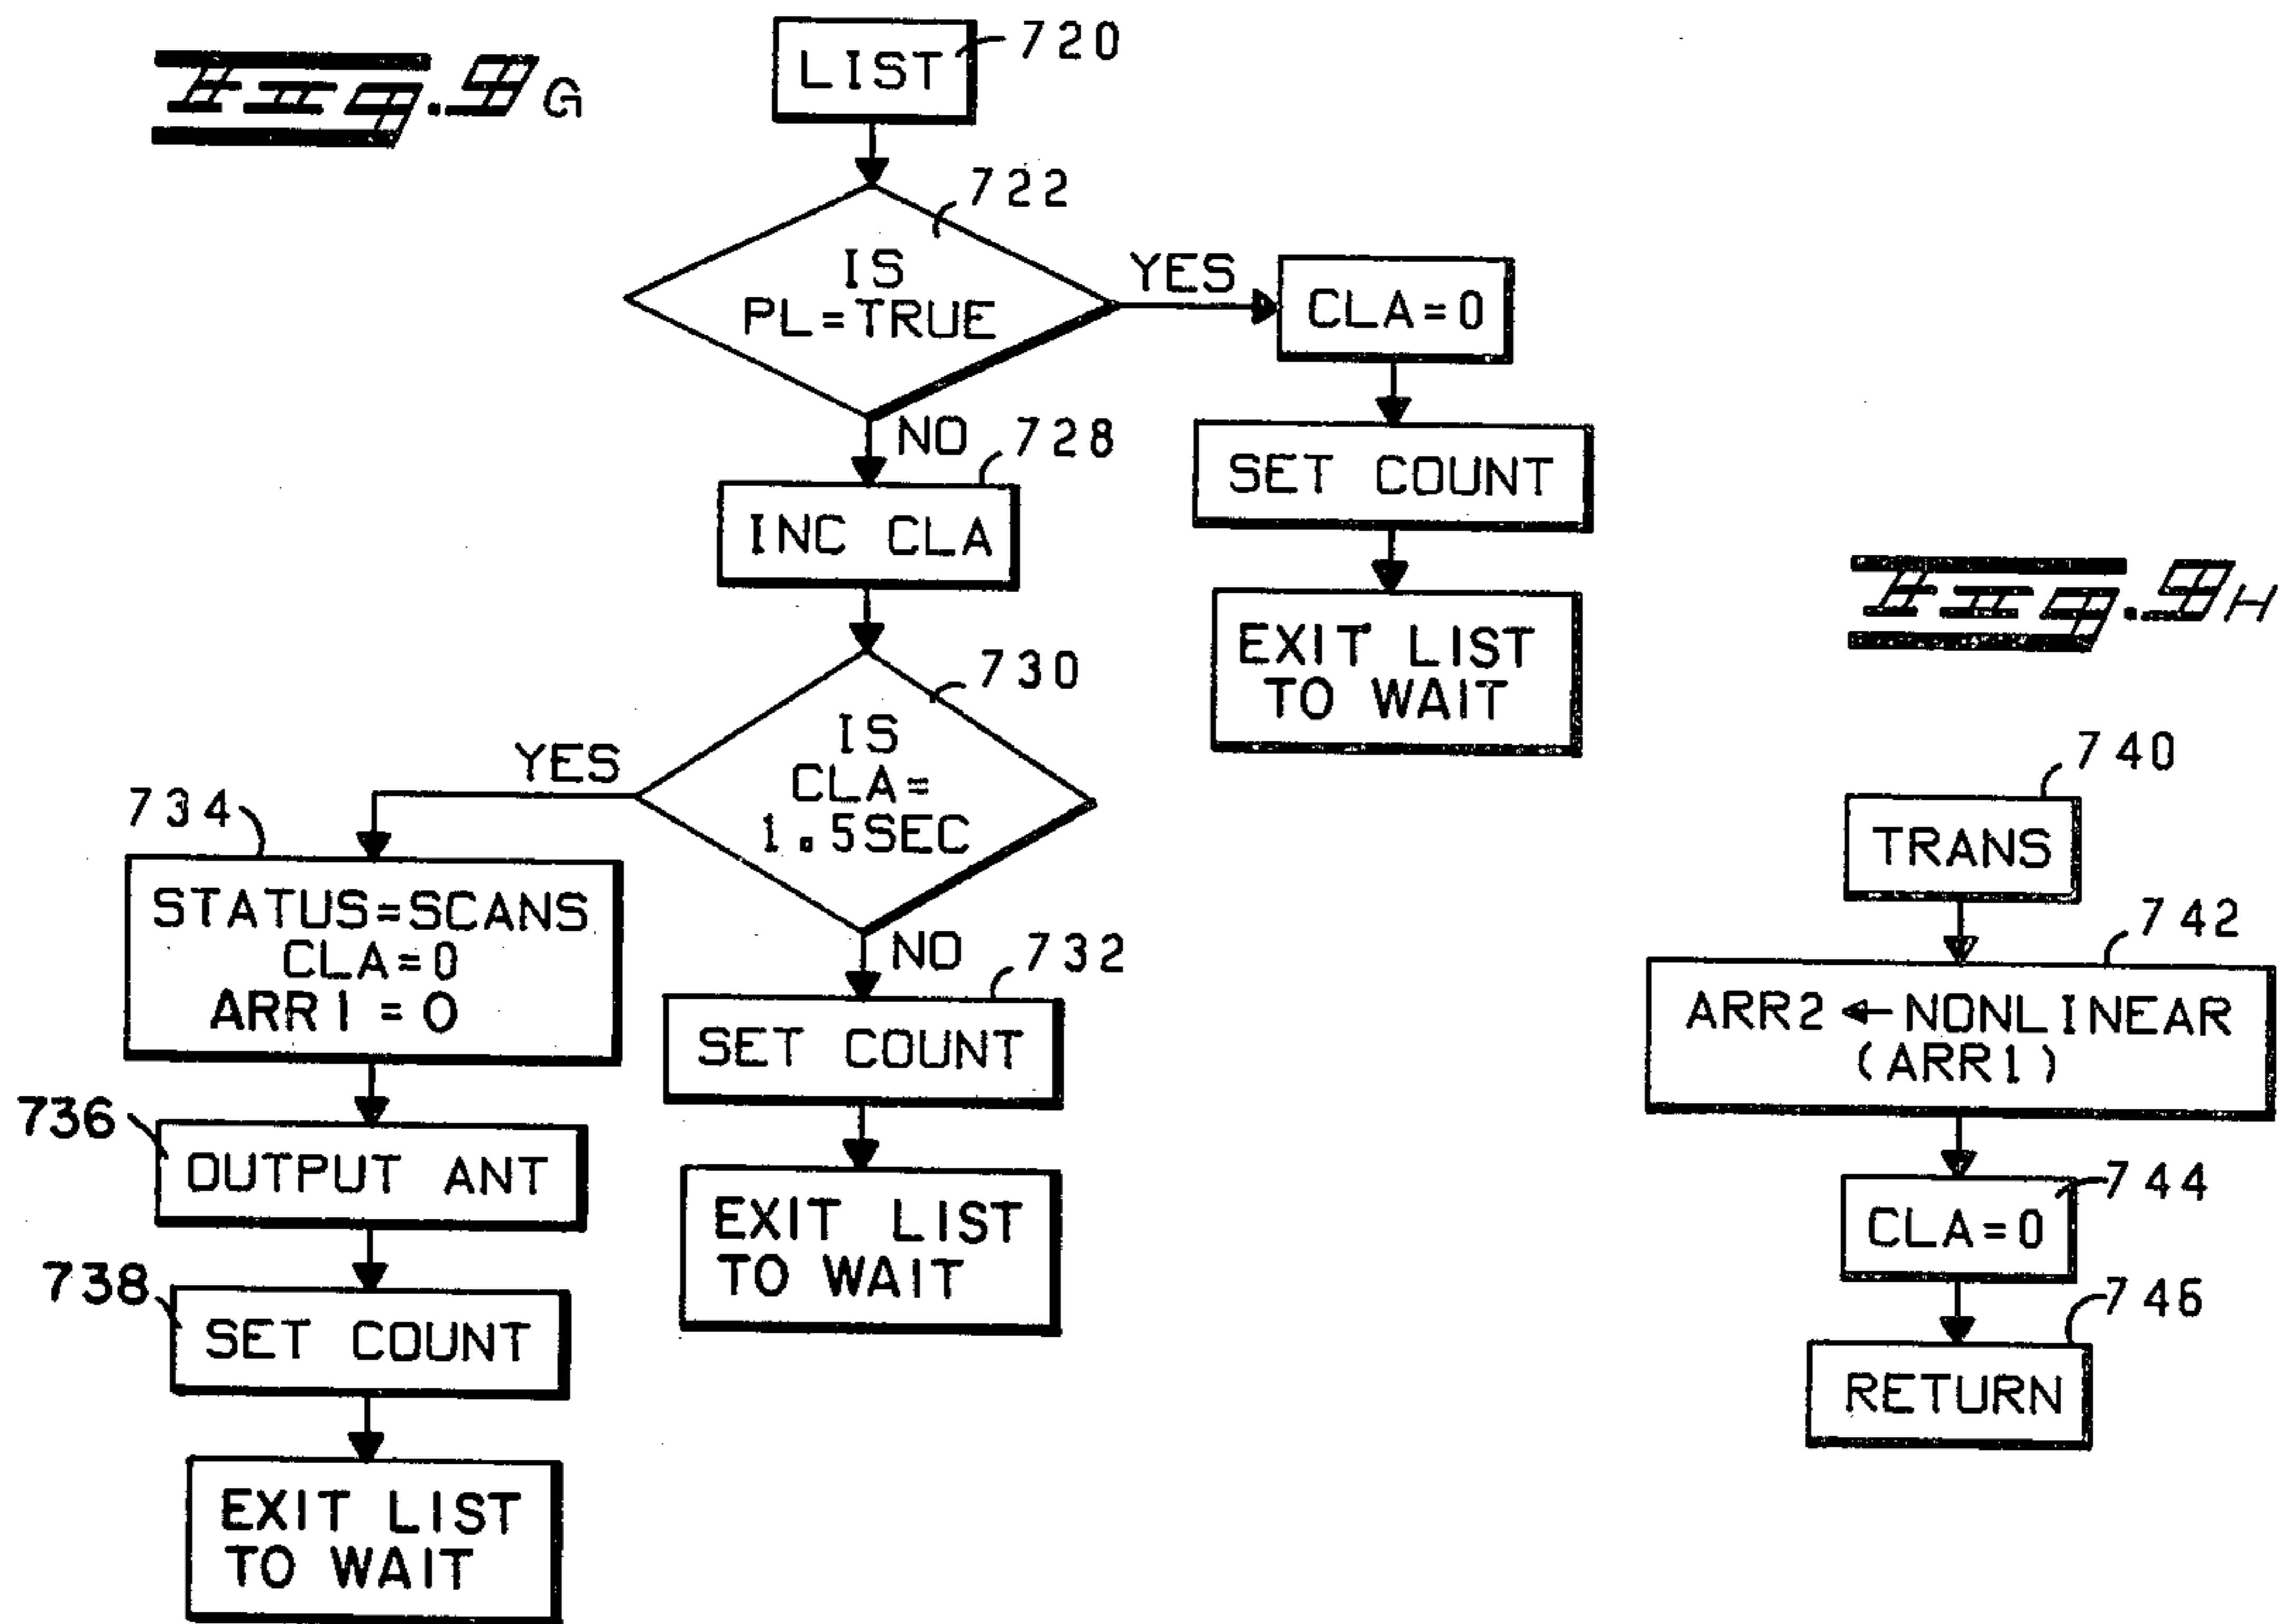 Fig. 9G
LIST
720
722
IS
PL=TRUE
YES
CLA=0
SET COUNT
EXIT LIST
TO WAIT
NO
728
INC CLA
730
IS
CLA=
1.5SEC
YES
734
STATUS=SCANS
CLA=0
ARR1=0
736
OUTPUT ANT
738
SET COUNT
EXIT LIST
TO WAIT
NO
732
SET COUNT
EXIT LIST
TO WAIT
Fig. 9H
740
TRANS
742
ARR2←NONLINEAR
(ARR1)
744
CLA=0
746
RETURN